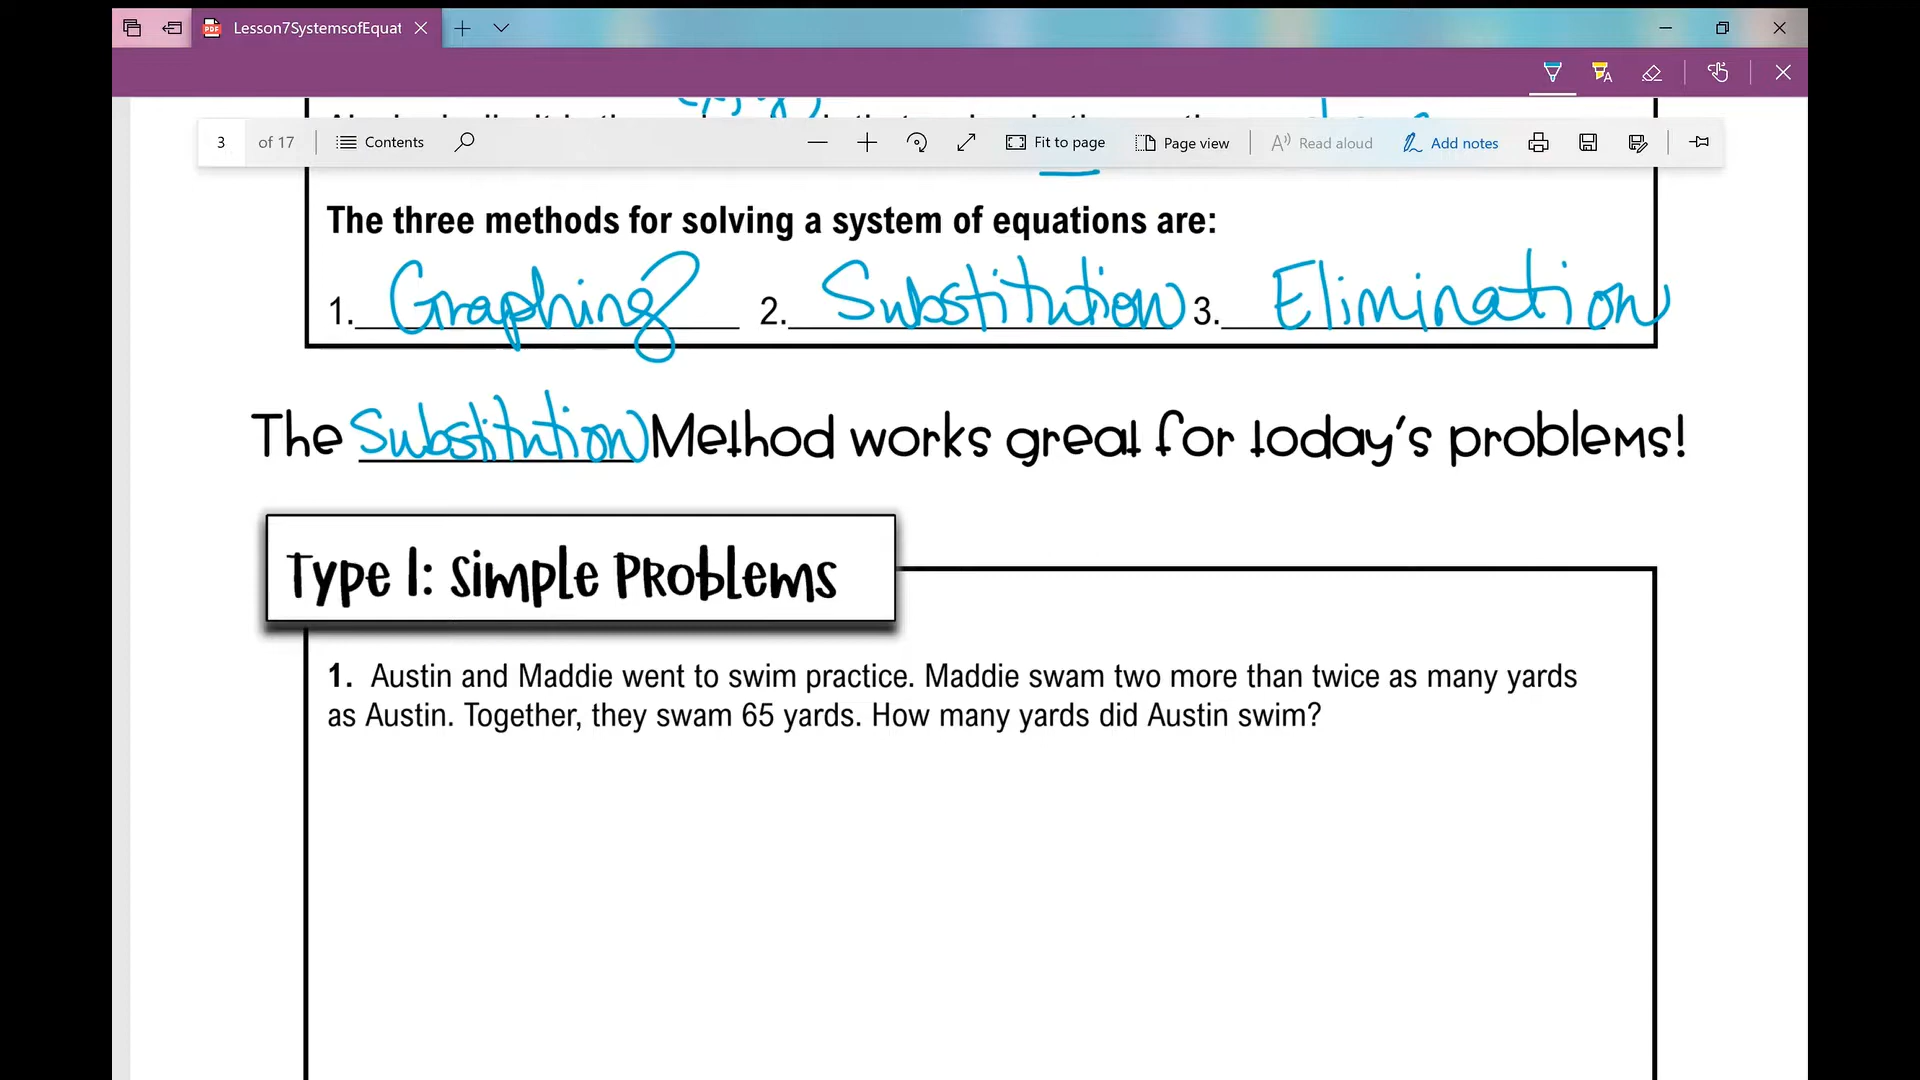 Lesson7SystemsofEquat
3 of 17 Contents Fit to page Page view Read aloud Add notes
The three methods for solving a system of equations are:
1. Graphing 2. Substitution 3. Elimination
The Substitution Method works great for today's problems!
Type 1: Simple Problems
1. Austin and Maddie went to swim practice. Maddie swam two more than twice as many yards
as Austin. Together, they swam 65 yards. How many yards did Austin swim?